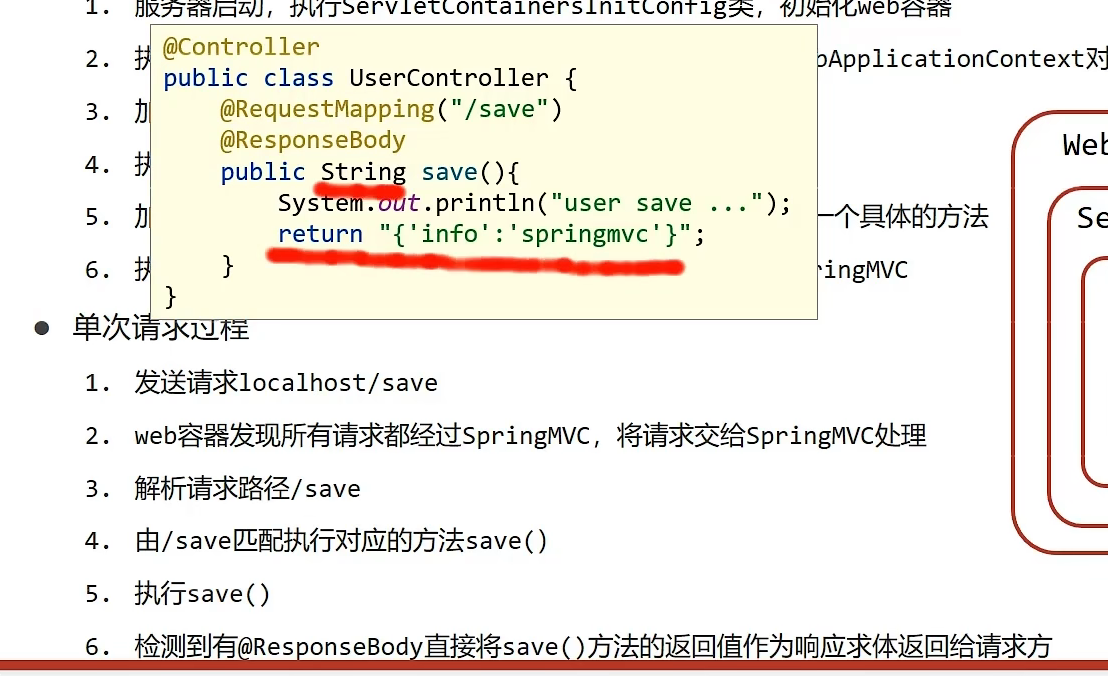 1. 服务器启动，执行ServletContainersInitConfig类，初始化web容器
@Controller
2. 执 bApplicationContext对
public class UserController {
3. 加
@RequestMapping("/save")
@ResponseBody
Web
4. 执
public String save(){
5. 加 一个具体的方法
System.out.println("user save ...");
Se
return "{'info':'springmvc'}";
6. 执 ringMVC
}
}
● 单次请求过程
1. 发送请求localhost/save
2. web容器发现所有请求都经过SpringMVC，将请求交给SpringMVC处理
3. 解析请求路径/save
4. 由/save匹配执行对应的方法save()
5. 执行save()
6. 检测到有@ResponseBody直接将save()方法的返回值作为响应求体返回给请求方